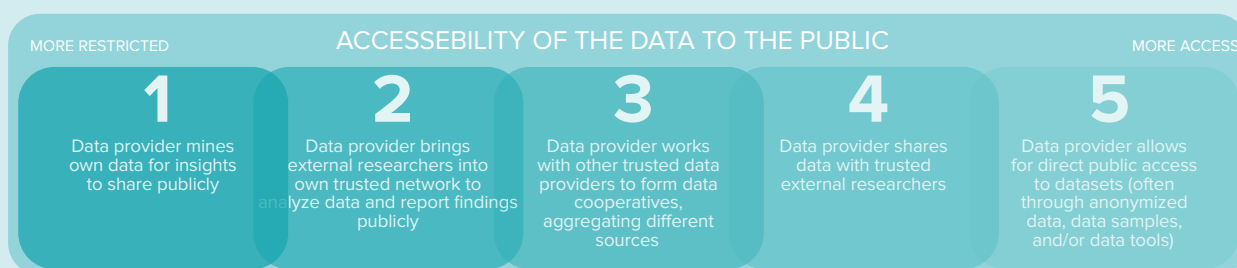 ACCESSEBILITY OF THE DATA TO THE PUBLIC
MORE RESTRICTED
MORE ACCESS
1
Data provider mines
own data for insights
to share publicly
2
Data provider brings
external researchers into
own trusted network to
analyze data and report findings
publicly
3
Data provider works
with other trusted data
providers to form data
cooperatives,
aggregating different
sources
4
Data provider shares
data with trusted
external researchers
5
Data provider allows
for direct public access
to datasets (often
through anonymized
data, data samples,
and/or data tools)